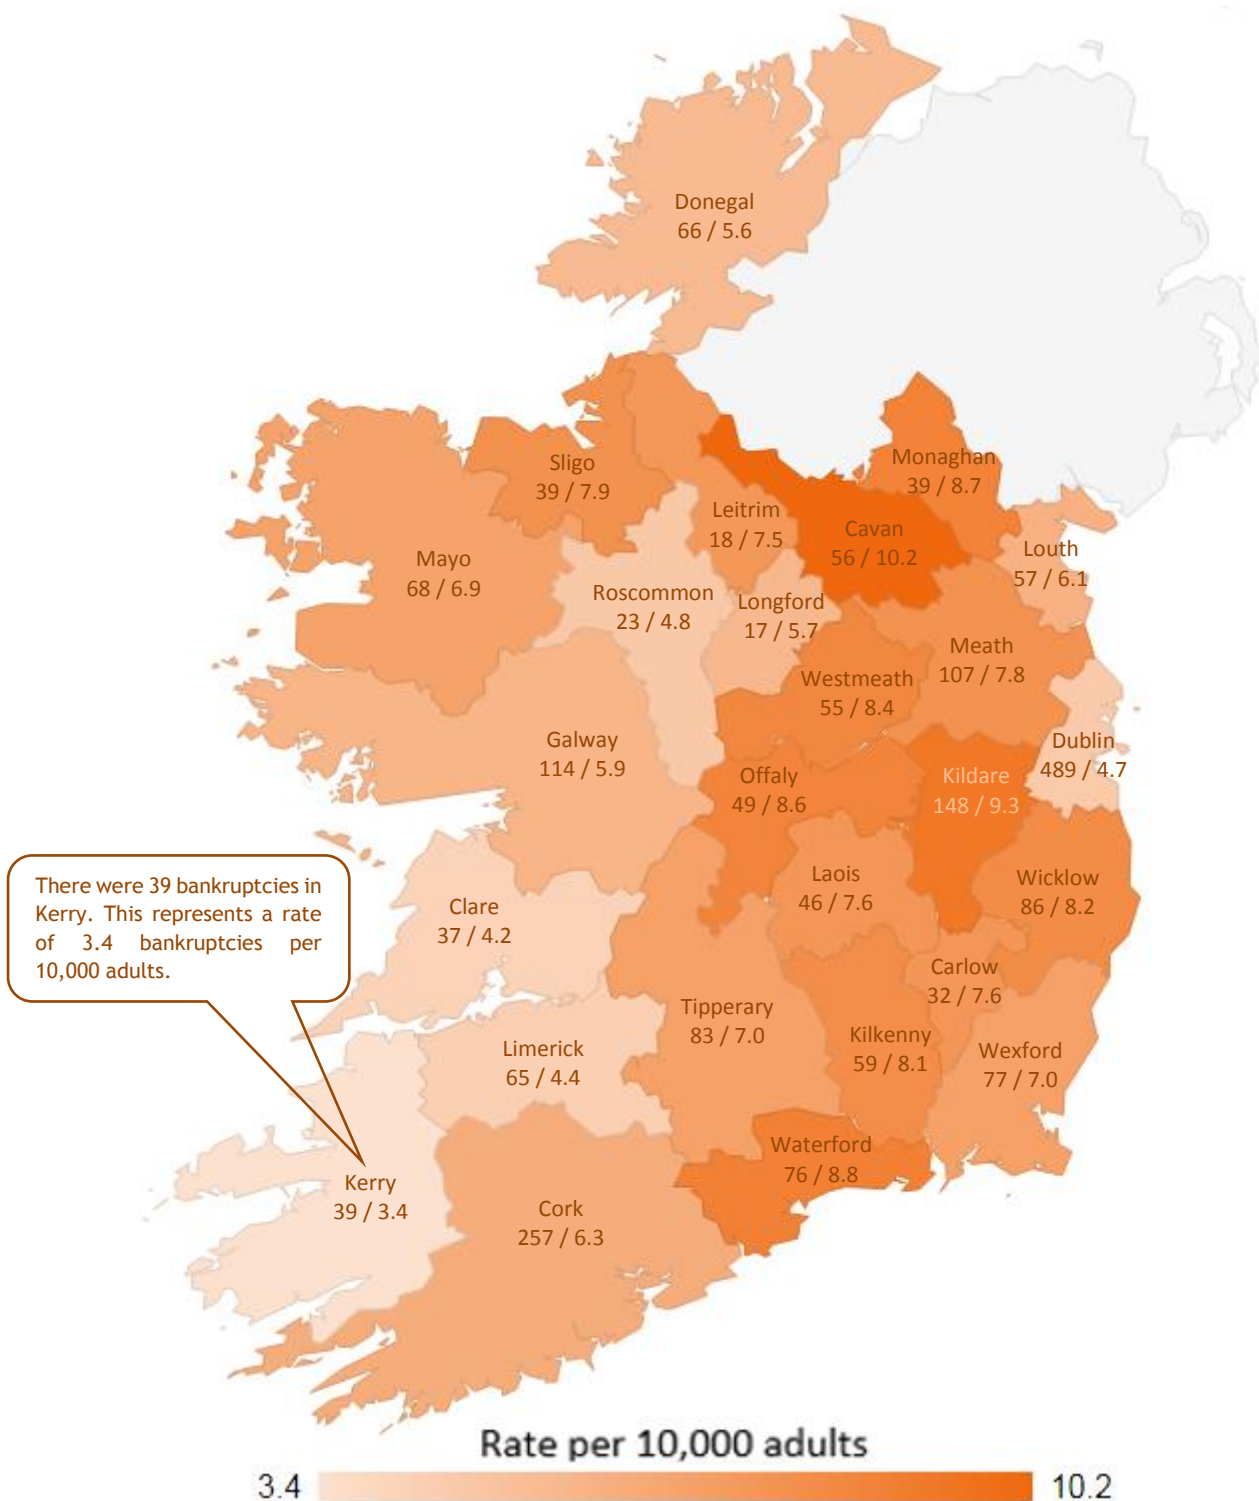 Donegal
66 / 5.6
Monaghan
39 / 8.7
Sligo
39 / 7.9
Leitrim
18 / 7.5
Cavan
56 / 10.2
Louth
57 / 6.1
Mayo
68 / 6.9
Roscommon
23 / 4.8
Longford
17 / 5.7
Meath
107 / 7.8
Westmeath
55 / 8.4
Galway
114 / 5.9
Dublin
489 / 4.7
Offaly
49 / 8.6
Kildare
148 / 9.3
There were 39 bankruptcies in
Kerry. This represents a rate
of 3.4 bankruptcies per
10,000 adults.
Laois
46 / 7.6
Wicklow
86 / 8.2
Clare
37 / 4.2
Carlow
32 / 7.6
Tipperary
83 / 7.0
Kilkenny
59 / 8.1
Limerick
65 / 4.4
Wexford
77 / 7.0
Waterford
76 / 8.8
Kerry
39 / 3.4
Cork
257 / 6.3
Rate per 10,000 adults
3.4 10.2